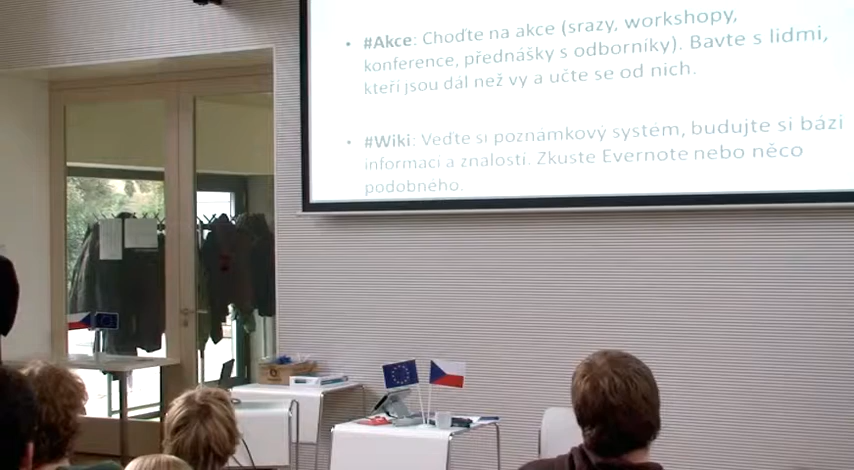 • #Akce: Choďte na akce (srazy, workshopy,
konference, přednášky s odborníky). Bavte s lidmi,
kteří jsou dál než vy a učte se od nich.
• #Wiki: Veďte si poznámkový systém, budujte si bázi
informací a znalostí. Zkuste Evernote nebo něco
podobného.